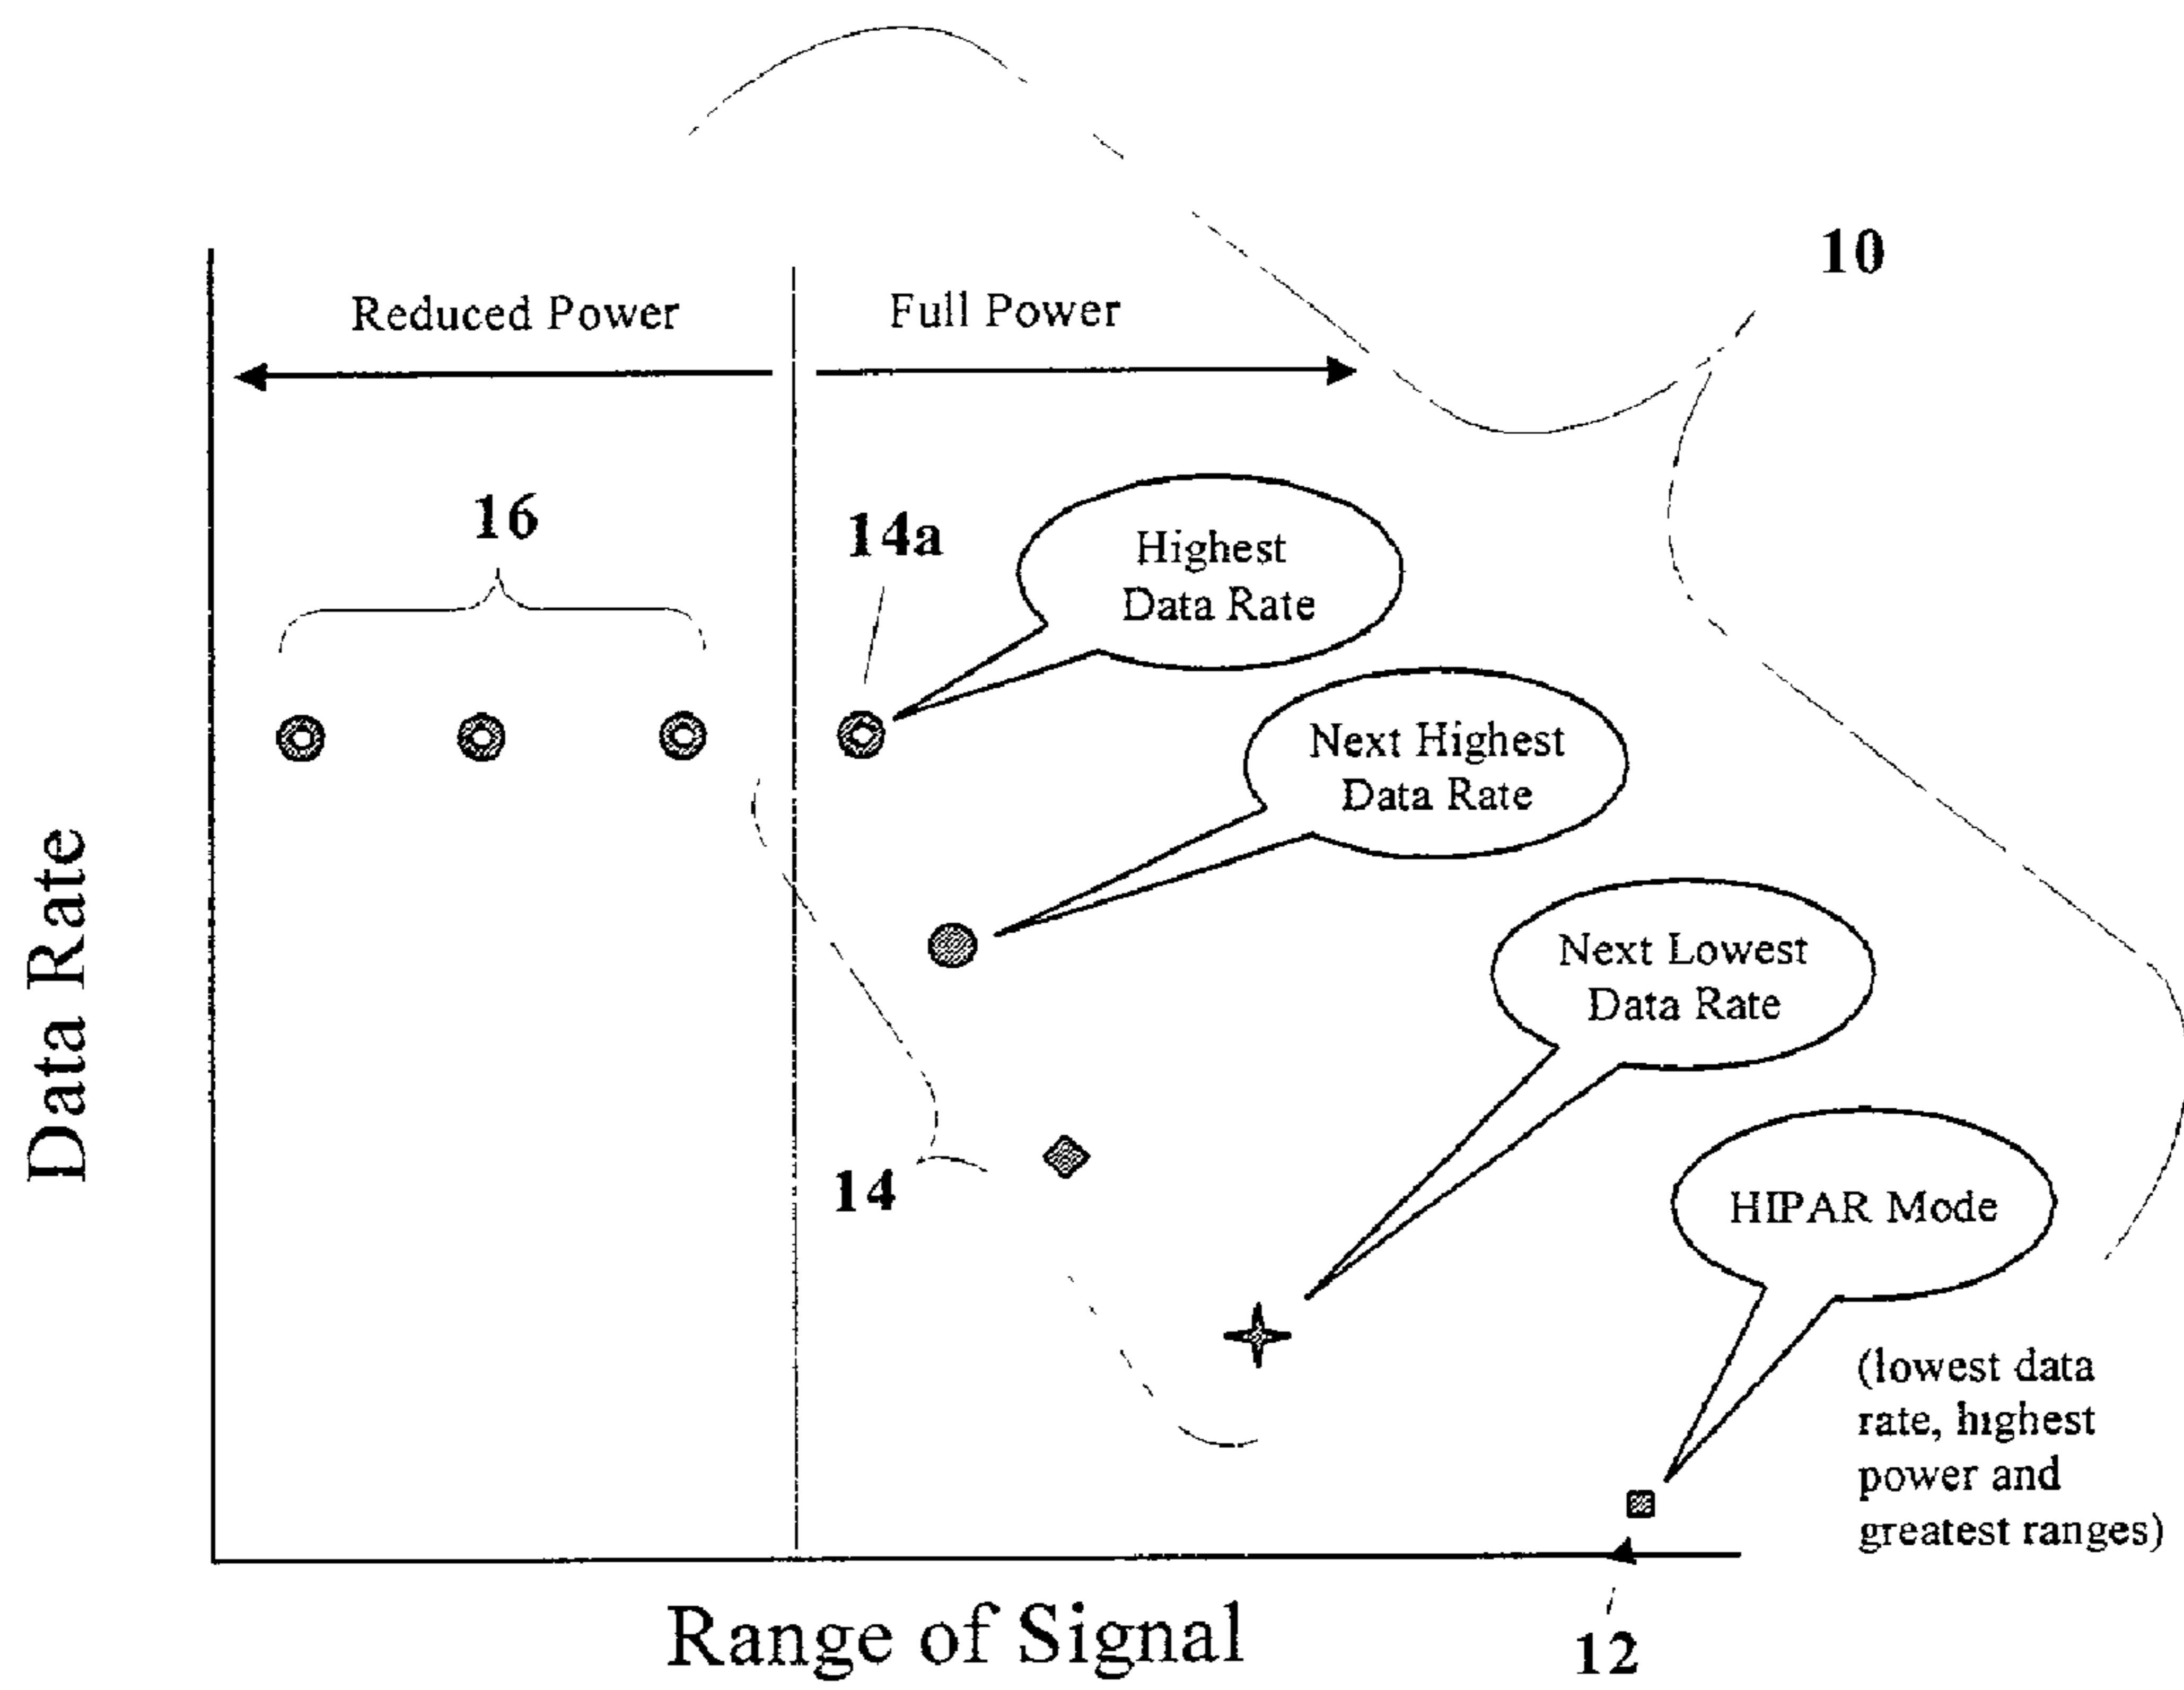 10
Reduced Power
Full Power
16
14a
Highest
Data Rate
Next Highest
Data Rate
Next Lowest
Data Rate
14
HIPAR Mode
(lowest data
rate, highest
power and
greatest ranges)
Data Rate
Range of Signal
12